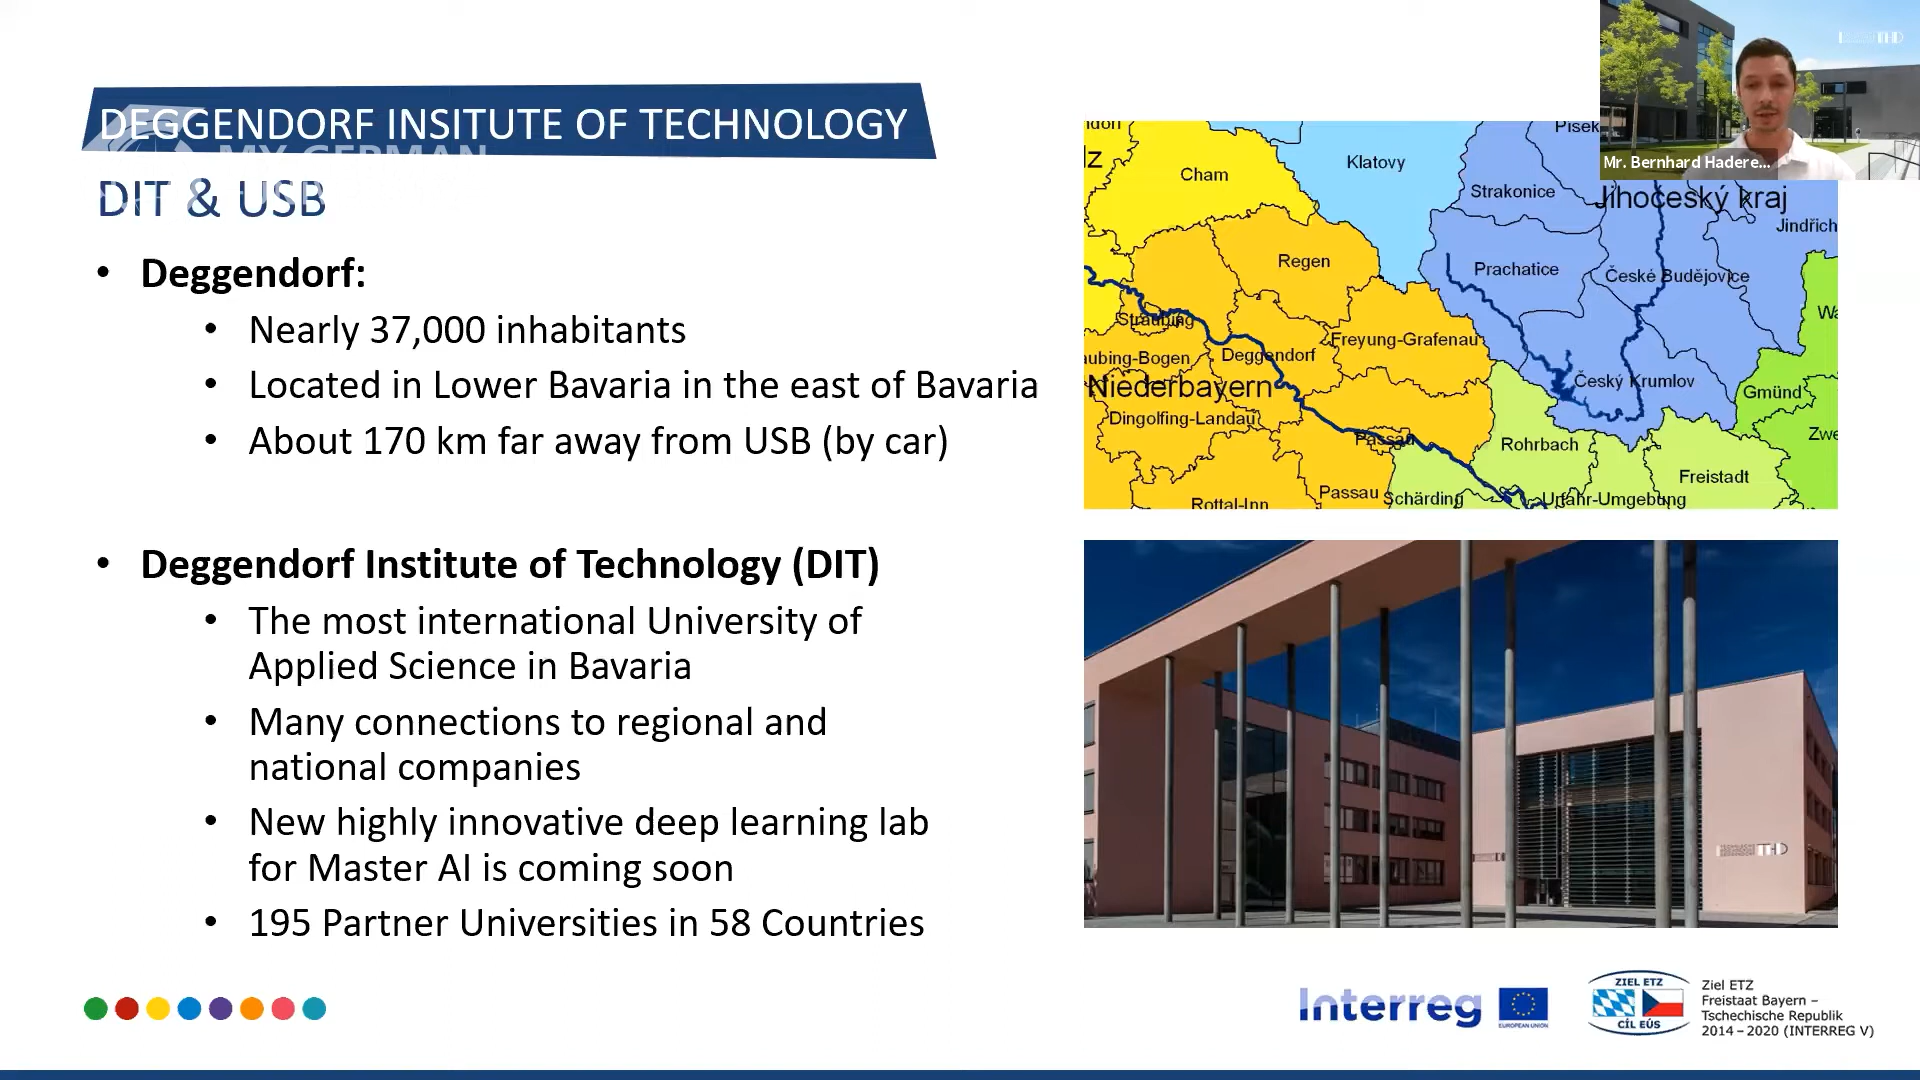 DEGGENDORF INSITUTE OF TECHNOLOGY
MY GERMAN
DIT & USB
• Deggendorf:
• Nearly 37,000 inhabitants
• Located in Lower Bavaria in the east of Bavaria
• About 170 km far away from USB (by car)
• Deggendorf Institute of Technology (DIT)
• The most international University of
Applied Science in Bavaria
• Many connections to regional and
national companies
• New highly innovative deep learning lab
for Master AI is coming soon
• 195 Partner Universities in 58 Countries
Mr. Bernhard Hadere...
Písek
Klatovy
Cham
Strakonice
Jihočeský kraj
Jindřich
Regen
Prachatice
České Budějovice
Straubing
Freyung-Grafenau
aubing-Bogen
Deggendorf
Český Krumlov
Niederbayern
Gmünd
Dingolfing-Landau
Passau
Zwe
Rohrbach
Freistadt
Passau
Schärding
Urfahr-Umgebung
Rottal-Inn
THD
Interreg
EUROPEAN UNION
ZIEL ETZ
CÍL EÚS
Ziel ETZ
Freistaat Bayern –
Tschechische Republik
2014 – 2020 (INTERREG V)